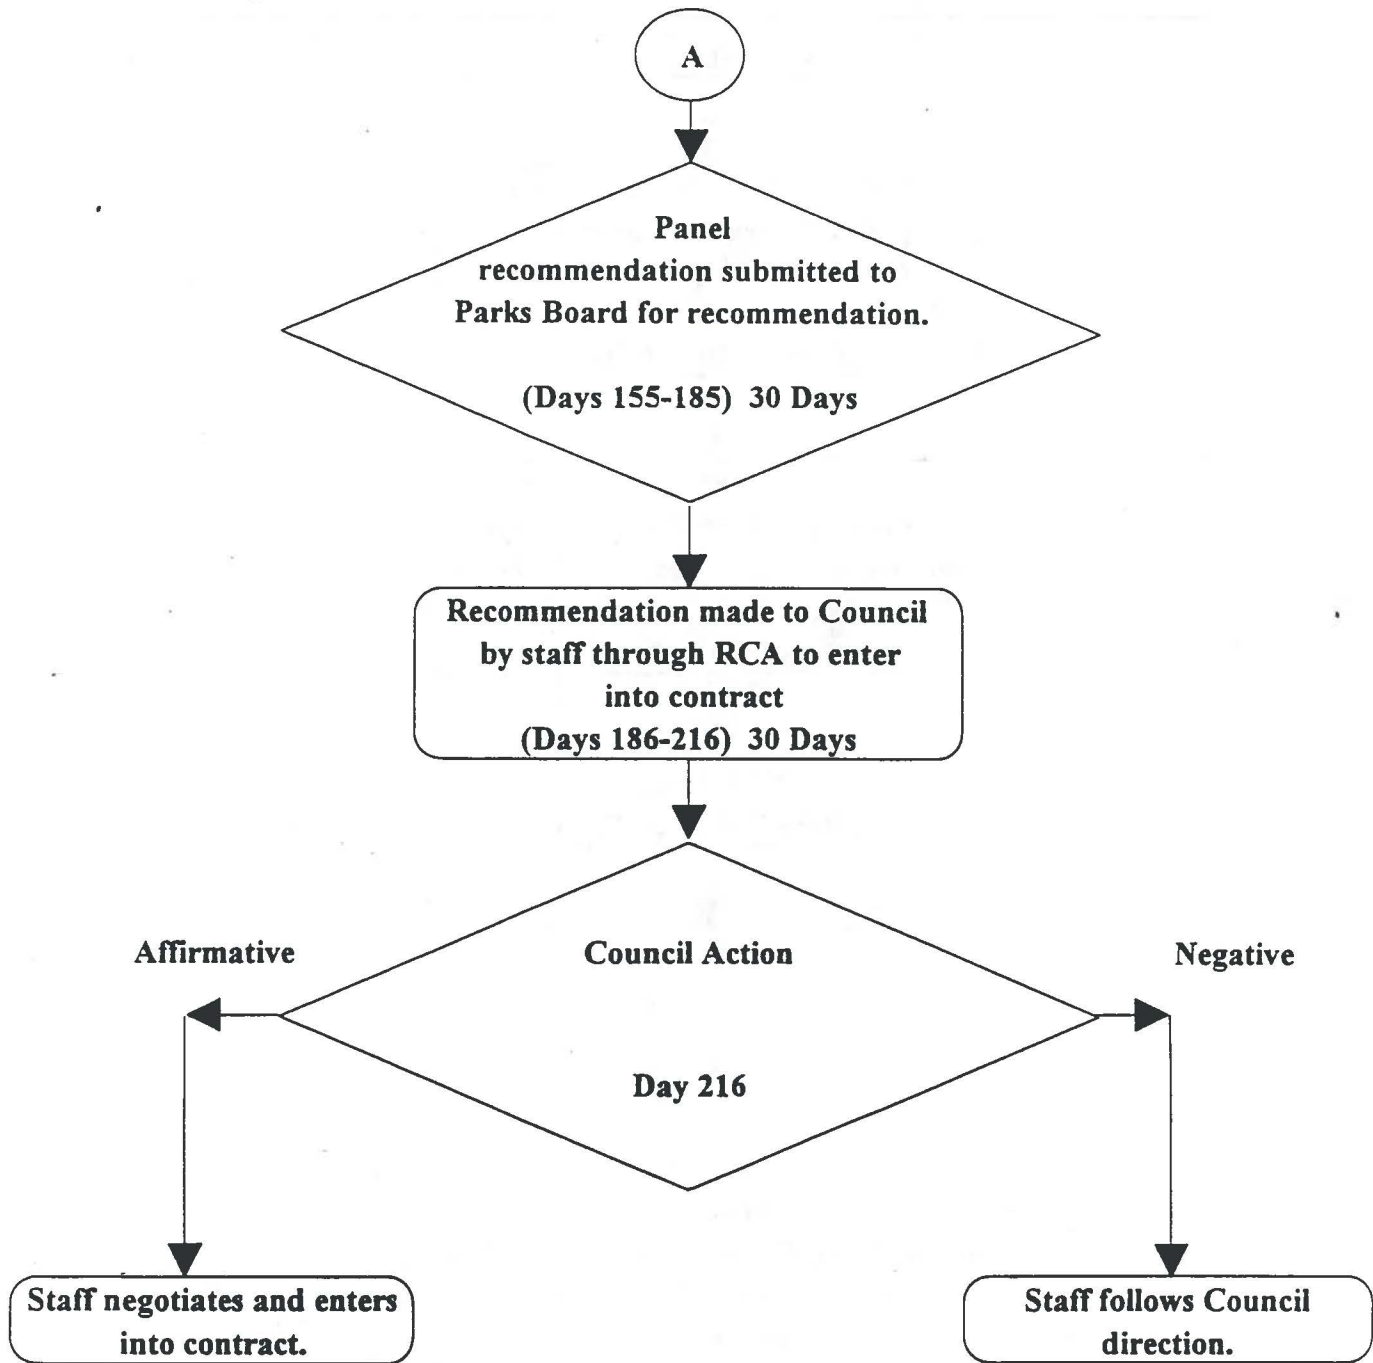 A
Panel
recommendation submitted to
Parks Board for recommendation.
(Days 155-185) 30 Days
Recommendation made to Council
by staff through RCA to enter
into contract
(Days 186-216) 30 Days
Affirmative
Council Action
Negative
Day 216
Staff negotiates and enters
into contract.
Staff follows Council
direction.